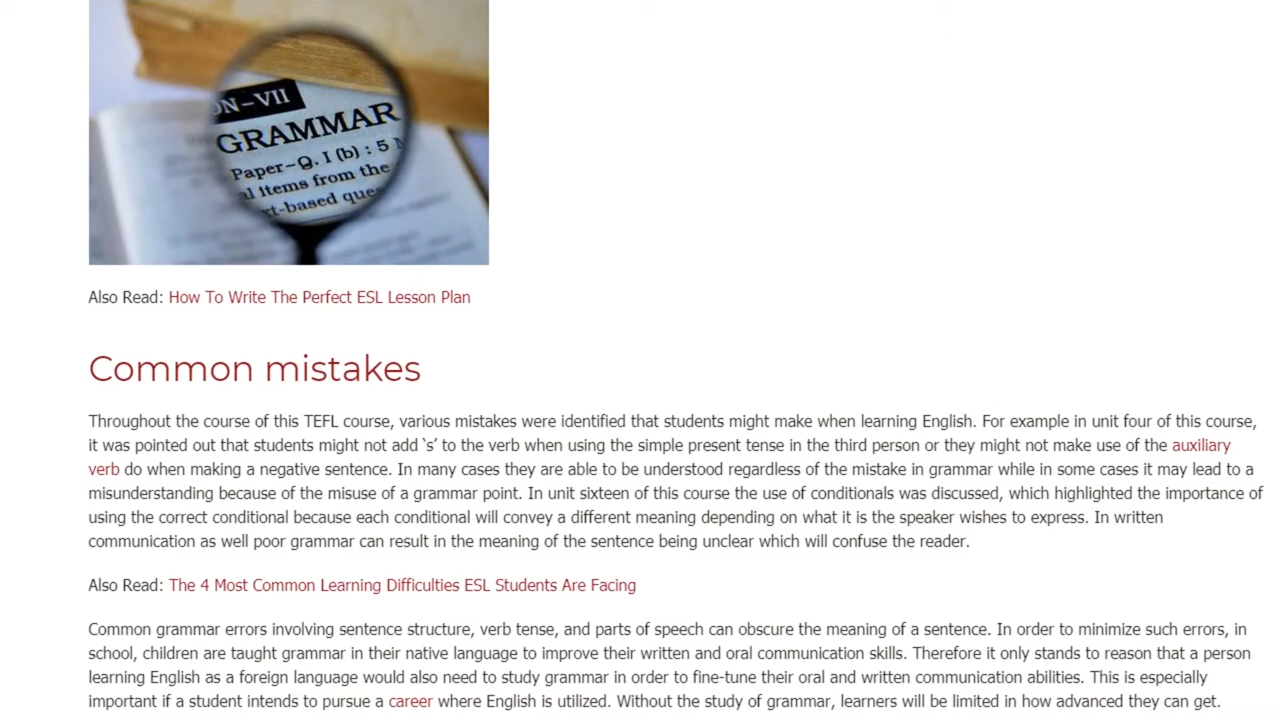 ON-VII
GRAMMAR
Paper-Q. I (b) : 5
al items from the
xt-based que
Also Read: How To Write The Perfect ESL Lesson Plan
Common mistakes
Throughout the course of this TEFL course, various mistakes were identified that students might make when learning English. For example in unit four of this course,
it was pointed out that students might not add ‘s’ to the verb when using the simple present tense in the third person or they might not make use of the auxiliary
verb do when making a negative sentence. In many cases they are able to be understood regardless of the mistake in grammar while in some cases it may lead to a
misunderstanding because of the misuse of a grammar point. In unit sixteen of this course the use of conditionals was discussed, which highlighted the importance of
using the correct conditional because each conditional will convey a different meaning depending on what it is the speaker wishes to express. In written
communication as well poor grammar can result in the meaning of the sentence being unclear which will confuse the reader.
Also Read: The 4 Most Common Learning Difficulties ESL Students Are Facing
Common grammar errors involving sentence structure, verb tense, and parts of speech can obscure the meaning of a sentence. In order to minimize such errors, in
school, children are taught grammar in their native language to improve their written and oral communication skills. Therefore it only stands to reason that a person
learning English as a foreign language would also need to study grammar in order to fine-tune their oral and written communication abilities. This is especially
important if a student intends to pursue a career where English is utilized. Without the study of grammar, learners will be limited in how advanced they can get.